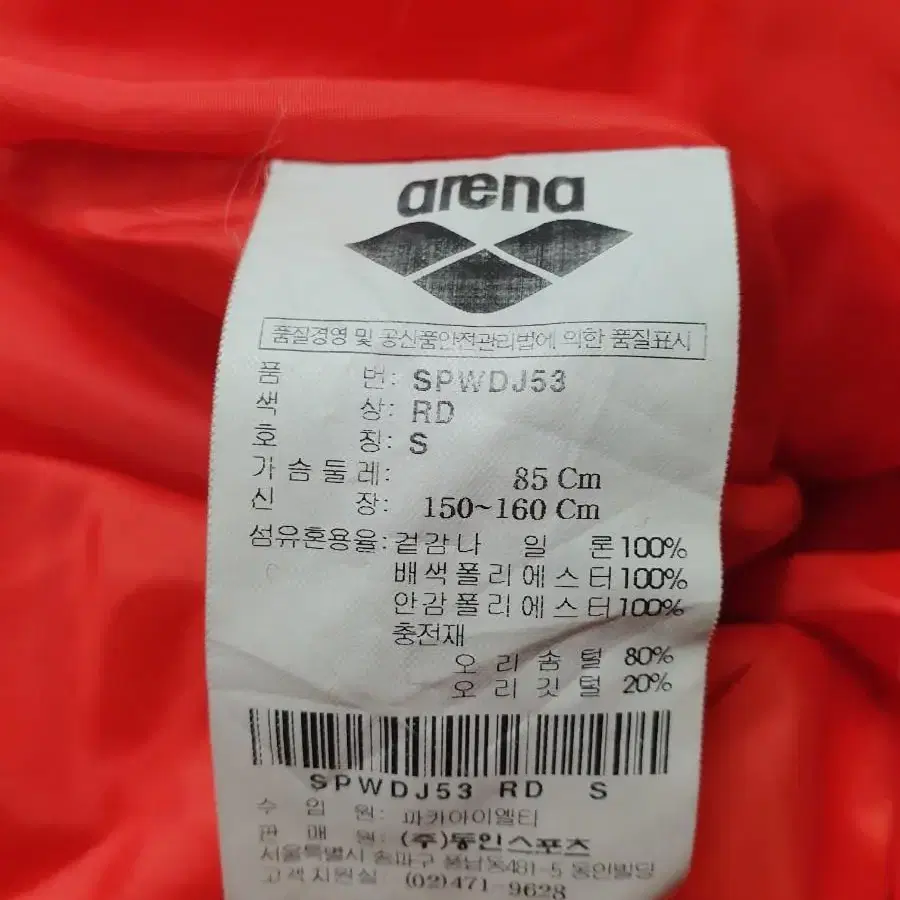 arena
품질경영 및 공산품안전관리법에 의한 품질표시
품 번: SPWDJ53
색 상: RD
호 칭: S
가슴둘레: 85 Cm
신 장: 150~160 Cm
섬유혼용율: 겉감나 일 론100%
배색폴리에스터100%
안감폴리에스터100%
충전재
오 리 솜 털 80%
오 리 깃 털 20%
SPWDJ53 RD S
수 입 원: 파카아이엘티
판 매 원: (주)동인스포츠
서울특별시 송파구 풍납동481-5 동인빌딩
고객지원실 (02)471-9628